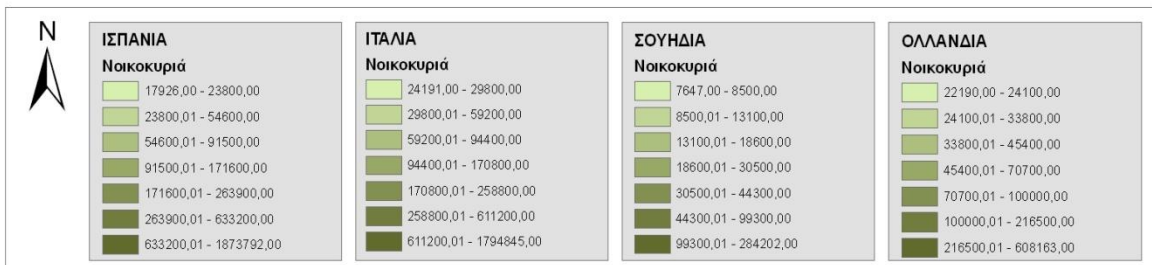 N
ΙΣΠΑΝΙΑ
Νοικοκυριά
17926,00 - 23800,00
23800,01 - 54600,00
54600,01 - 91500,00
91500,01 - 171600,00
171600,01 - 263900,00
263900,01 - 633200,00
633200,01 - 1873792,00
ΙΤΑΛΙΑ
Νοικοκυριά
24191,00 - 29800,00
29800,01 - 59200,00
59200,01 - 94400,00
94400,01 - 170800,00
170800,01 - 258800,00
258800,01 - 611200,00
611200,01 - 1794845,00
ΣΟΥΗΔΙΑ
Νοικοκυριά
7647,00 - 8500,00
8500,01 - 13100,00
13100,01 - 18600,00
18600,01 - 30500,00
30500,01 - 44300,00
44300,01 - 99300,00
99300,01 - 284202,00
ΟΛΛΑΝΔΙΑ
Νοικοκυριά
22190,00 - 24100,00
24100,01 - 33800,00
33800,01 - 45400,00
45400,01 - 70700,00
70700,01 - 100000,00
100000,01 - 216500,00
216500,01 - 608163,00